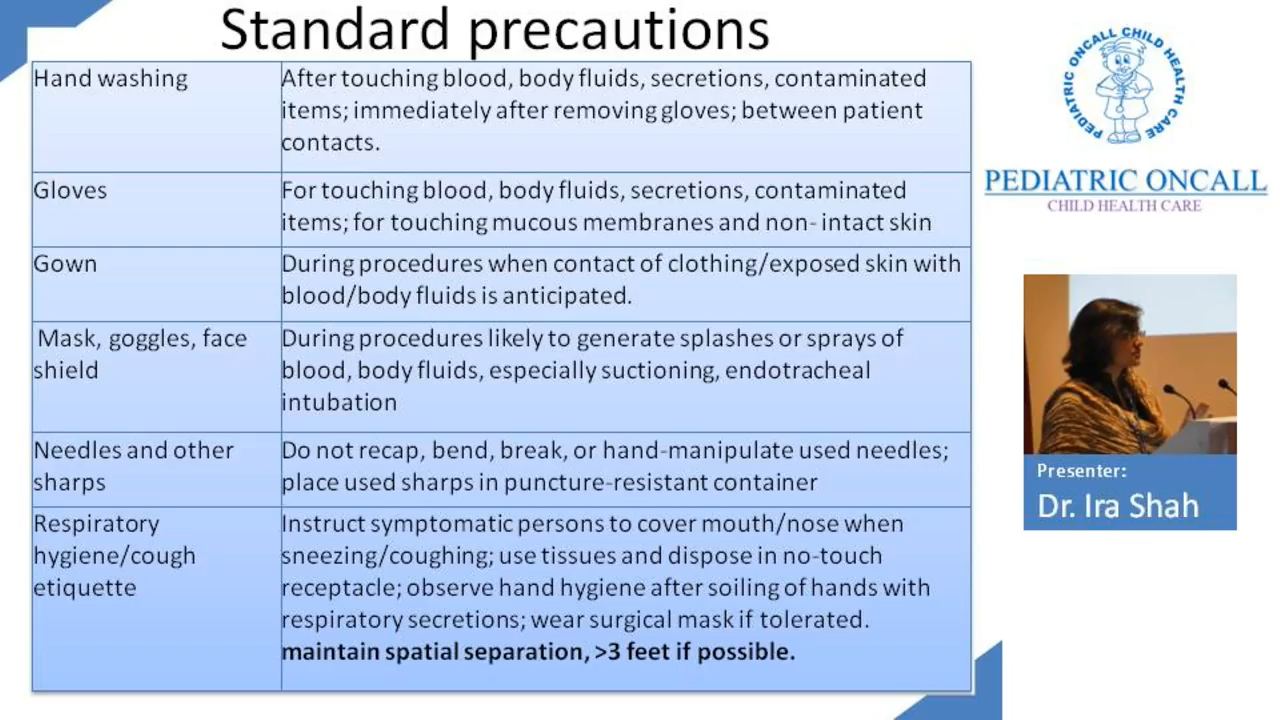 Standard precautions
Hand washing
After touching blood, body fluids, secretions, contaminated
items; immediately after removing gloves; between patient
contacts.
Gloves
For touching blood, body fluids, secretions, contaminated
items; for touching mucous membranes and non- intact skin
Gown
During procedures when contact of clothing/exposed skin with
blood/body fluids is anticipated.
Mask, goggles, face
shield
During procedures likely to generate splashes or sprays of
blood, body fluids, especially suctioning, endotracheal
intubation
Needles and other
sharps
Do not recap, bend, break, or hand-manipulate used needles;
place used sharps in puncture-resistant container
Respiratory
hygiene/cough
etiquette
Instruct symptomatic persons to cover mouth/nose when
sneezing/coughing; use tissues and dispose in no-touch
receptacle; observe hand hygiene after soiling of hands with
respiratory secretions; wear surgical mask if tolerated.
maintain spatial separation, >3 feet if possible.
PEDIATRIC ONCALL CHILD HEALTH CARE
PEDIATRIC ONCALL
CHILD HEALTH CARE
Presenter:
Dr. Ira Shah